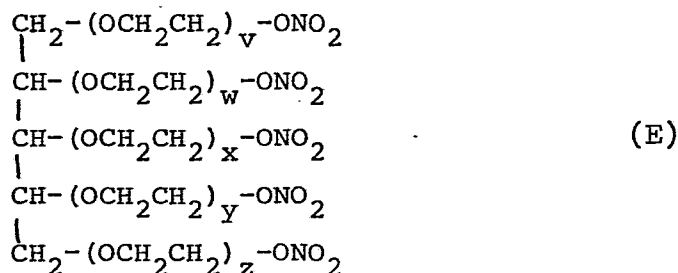 CH₂-(OCH₂CH₂)ᵥ-ONO₂
CH-(OCH₂CH₂)w-ONO₂
CH-(OCH₂CH₂)ₓ-ONO₂ (E)
CH-(OCH₂CH₂)y-ONO₂
CH₂-(OCH₂CH₂)z-ONO₂